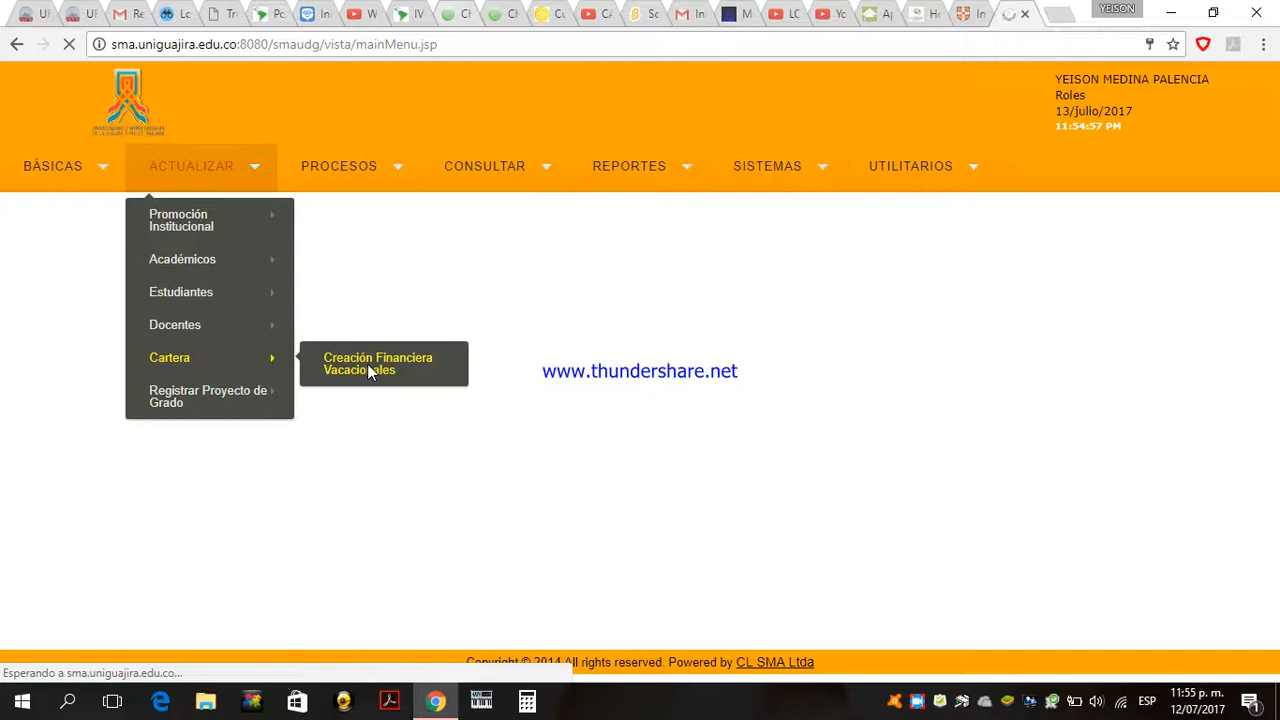 YEISON
sma.uniguajira.edu.co:8080/smaudg/vista/mainMenu.jsp
YEISON MEDINA PALENCIA
Roles
13/julio/2017
11:54:57 PM
BÁSICAS
ACTUALIZAR
PROCESOS
CONSULTAR
REPORTES
SISTEMAS
UTILITARIOS
Promoción
Institucional
Académicos
Estudiantes
Docentes
Cartera
Registrar Proyecto de
Grado
Creación Financiera
Vacacionales
www.thundershare.net
Copyright © 2014 All rights reserved. Powered by CL SMA Ltda
Esperando a sma.uniguajira.edu.co...
ESP
11:55 p. m.
12/07/2017